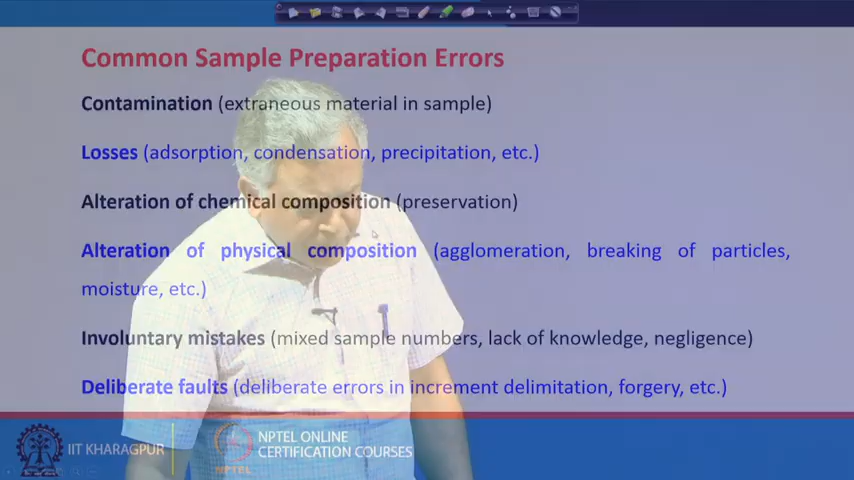 Common Sample Preparation Errors
Contamination (extraneous material in sample)
Losses (adsorption, condensation, precipitation, etc.)
Alteration of chemical composition (preservation)
Alteration of physical composition (agglomeration, breaking of particles,
moisture, etc.)
Involuntary mistakes (mixed sample numbers, lack of knowledge, negligence)
Deliberate faults (deliberate errors in increment delimitation, forgery, etc.)
IIT KHARAGPUR
NPTEL
NPTEL ONLINE
CERTIFICATION COURSES